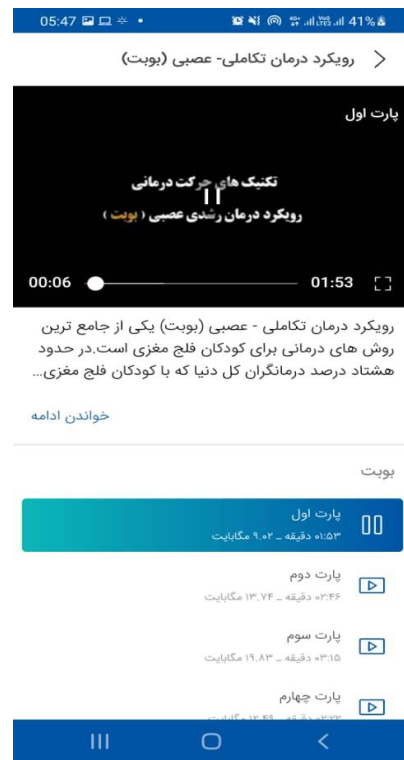 05:47 41%
رویکرد درمان تکاملی- عصبی (بوبت)
پارت اول
تکنیک های حرکت درمانی
رویکرد درمان رشدی عصبی ( بوبت )
00:06 01:53
رویکرد درمان تکاملی - عصبی (بوبت) یکی از جامع ترین
روش های درمانی برای کودکان فلج مغزی است.در حدود
هشتاد درصد درمانگران کل دنیا که با کودکان فلج مغزی...
خواندن ادامه
بوبت
پارت اول
۰۱:۵۳ دقیقه _ ۹.۰۲ مگابایت
پارت دوم
۰۲:۴۶ دقیقه _ ۱۳.۷۴ مگابایت
پارت سوم
۰۳:۱۵ دقیقه _ ۱۹.۸۳ مگابایت
پارت چهارم